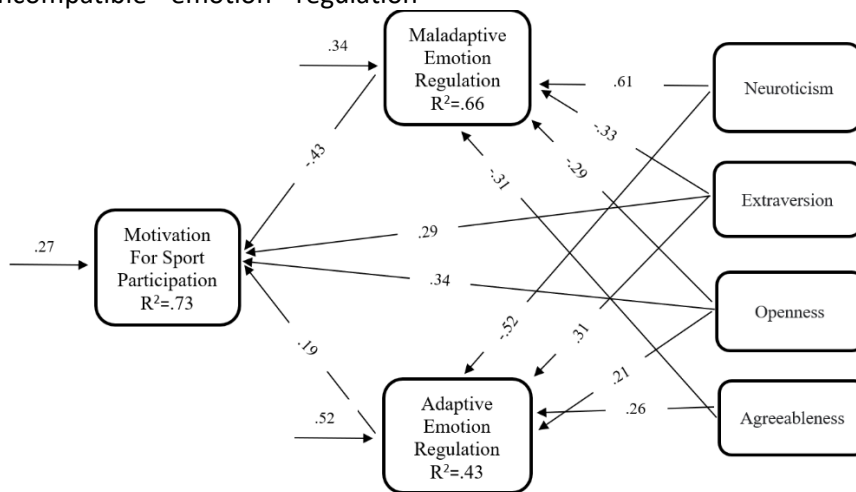 incompatible emotion regulation
.34
Maladaptive
Emotion
Regulation
R²=.66
.61
Neuroticism
-.33
-.43
-.31
-.29
Extraversion
.27
Motivation
For Sport
Participation
R²=.73
.29
.34
Openness
.19
-.52
.31
.21
.52
Adaptive
Emotion
Regulation
R²=.43
.26
Agreeableness